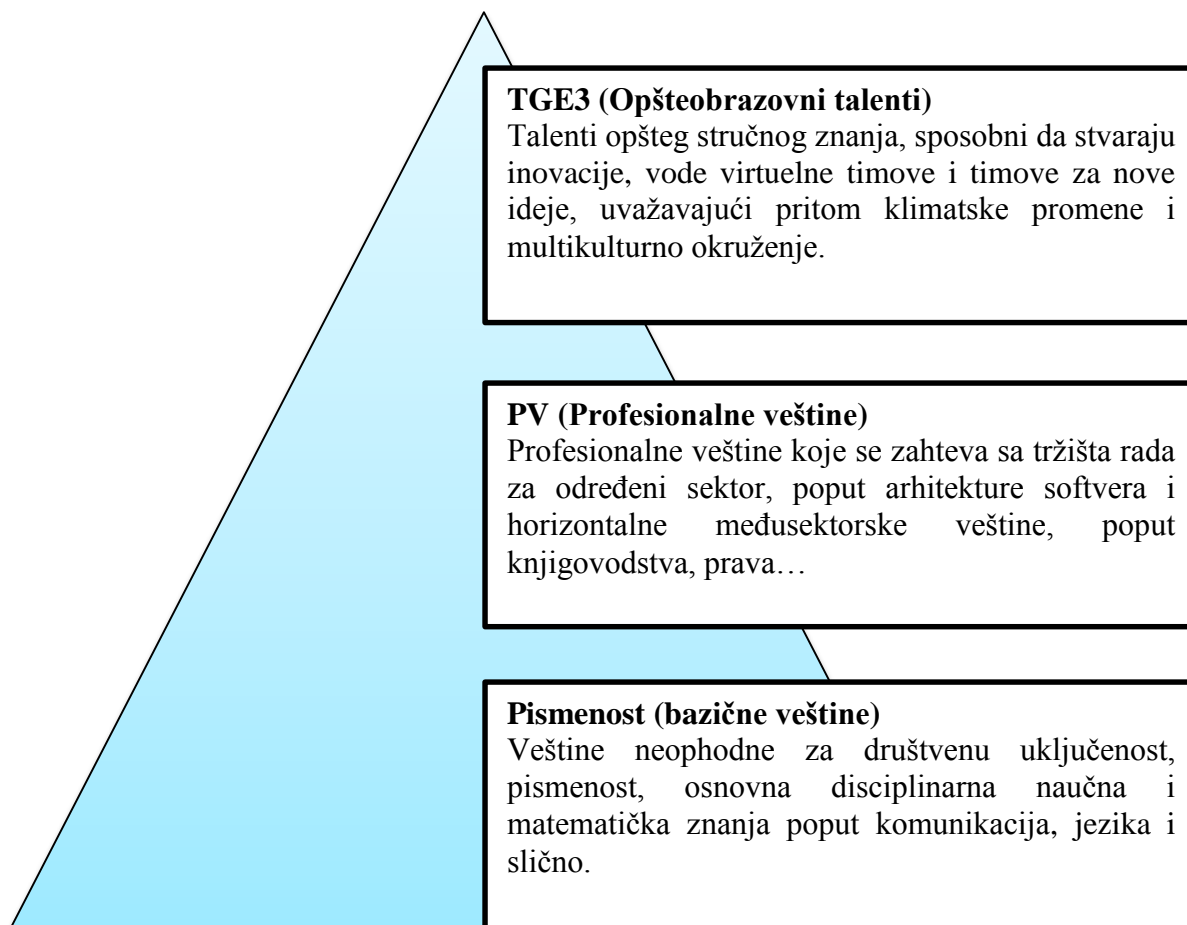 TGE3 (Opšteobrazovni talenti)
Talenti opšteg stručnog znanja, sposobni da stvaraju
inovacije, vode virtuelne timove i timove za nove
ideje, uvažavajući pritom klimatske promene i
multikulturno okruženje.
PV (Profesionalne veštine)
Profesionalne veštine koje se zahteva sa tržišta rada
za određeni sektor, poput arhitekture softvera i
horizontalne međusektorske veštine, poput
knjigovodstva, prava…
Pismenost (bazične veštine)
Veštine neophodne za društvenu uključenost,
pismenost, osnovna disciplinarna naučna i
matematička znanja poput komunikacija, jezika i
slično.